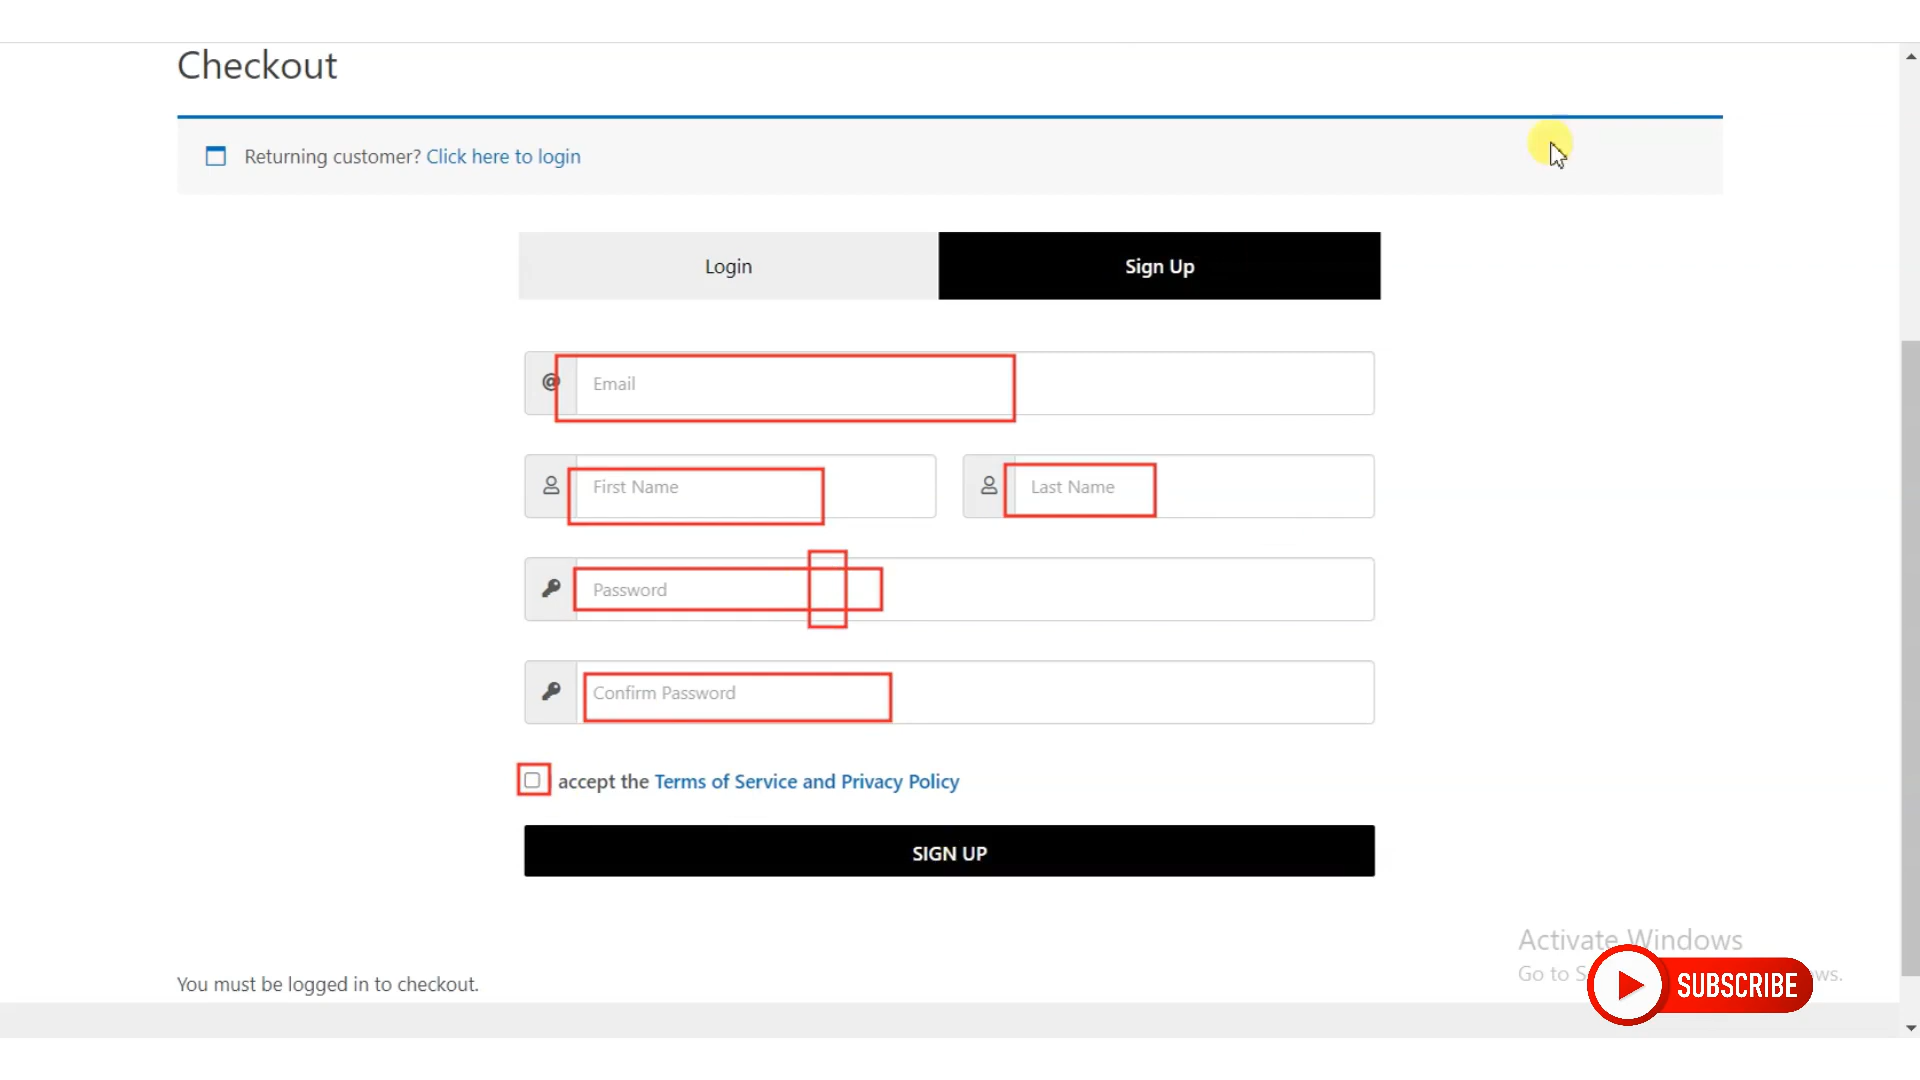 Checkout
Returning customer? Click here to login
Login
Sign Up
@ Email
First Name
Last Name
Password
Confirm Password
accept the Terms of Service and Privacy Policy
SIGN UP
Activate Windows
Go to
SUBSCRIBE
You must be logged in to checkout.